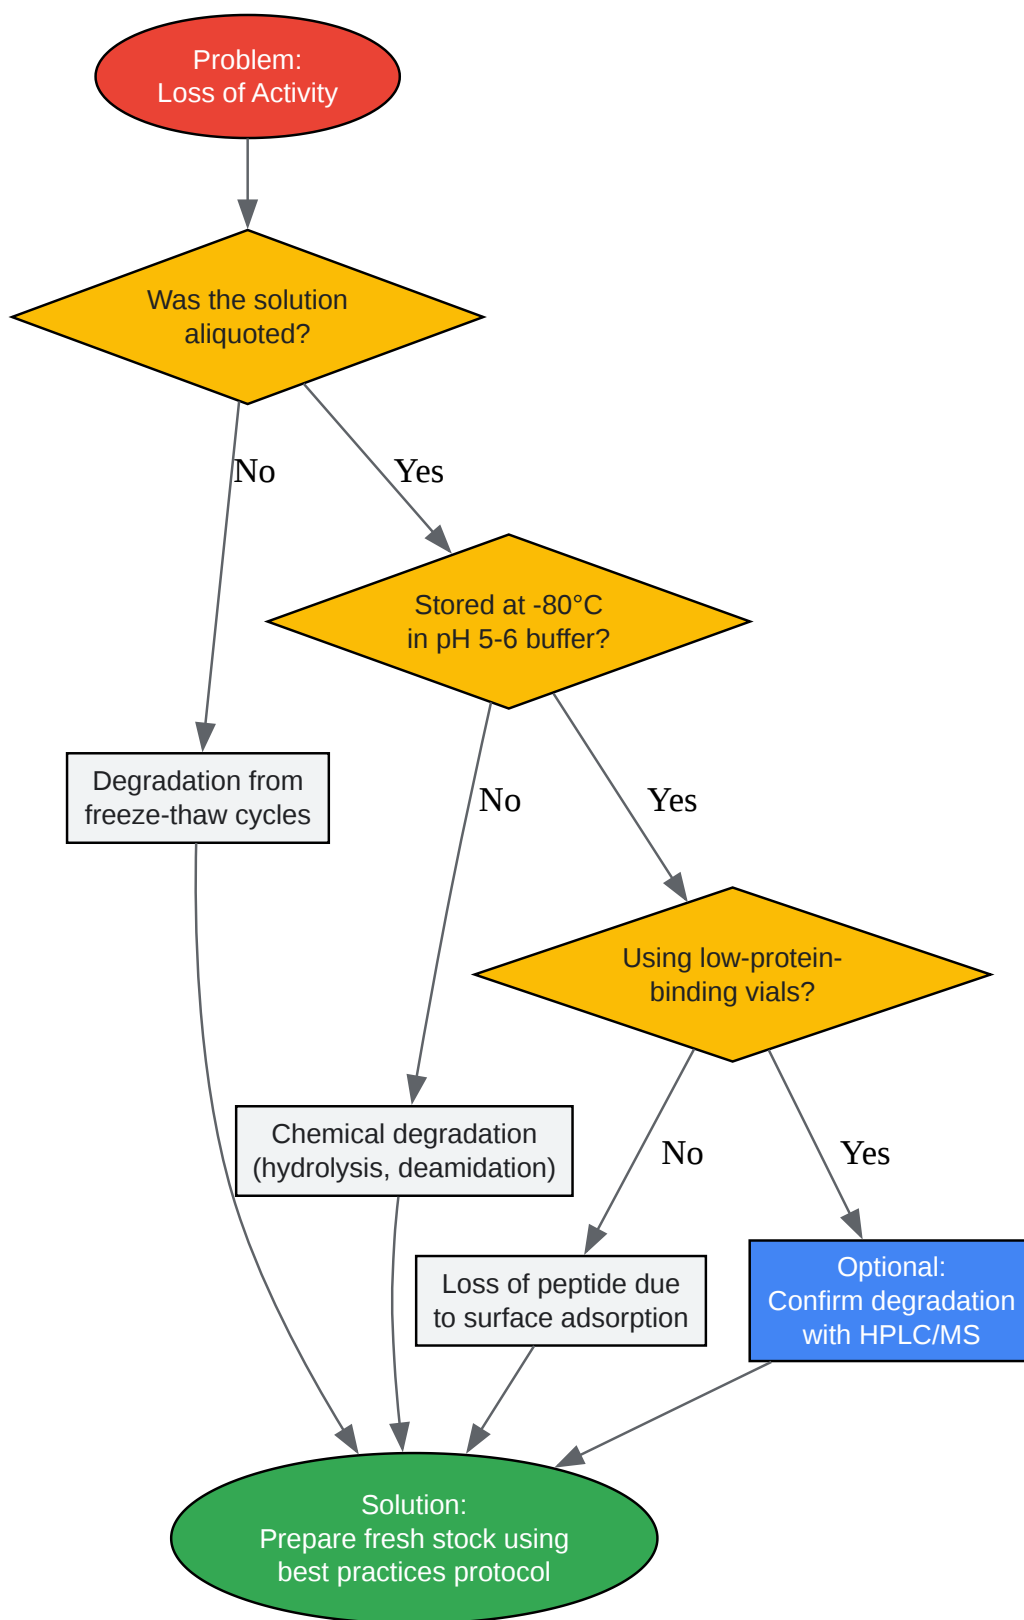 Problem:
Loss of Activity
Was the solution
aliquoted?
No
Yes
Stored at -80°C
in pH 5-6 buffer?
Degradation from
freeze-thaw cycles
No
Yes
Using low-protein-
binding vials?
Chemical degradation
(hydrolysis, deamidation)
No
Yes
Loss of peptide due
to surface adsorption
Optional:
Confirm degradation
with HPLC/MS
Solution:
Prepare fresh stock using
best practices protocol